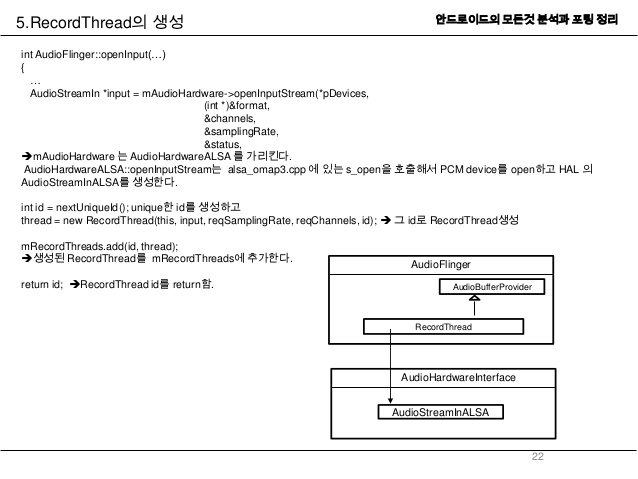 5.RecordThread의 생성
안드로이드의 모든것 분석과 포팅 정리
int AudioFlinger::openInput(…)
{
…
AudioStreamIn *input = mAudioHardware->openInputStream(*pDevices,
(int *)&format,
&channels,
&samplingRate,
&status,
➔mAudioHardware 는 AudioHardwareALSA 를 가리킨다.
AudioHardwareALSA::openInputStream는 alsa_omap3.cpp 에 있는 s_open을 호출해서 PCM device를 open하고 HAL 의
AudioStreamInALSA를 생성한다.
int id = nextUniqueId(); unique한 id를 생성하고
thread = new RecordThread(this, input, reqSamplingRate, reqChannels, id); ➔ 그 id로 RecordThread생성
mRecordThreads.add(id, thread);
➔생성된 RecordThread를 mRecordThreads에 추가한다.
return id; ➔RecordThread id를 return함.
AudioFlinger
AudioBufferProvider
RecordThread
AudioHardwareInterface
AudioStreamInALSA
22